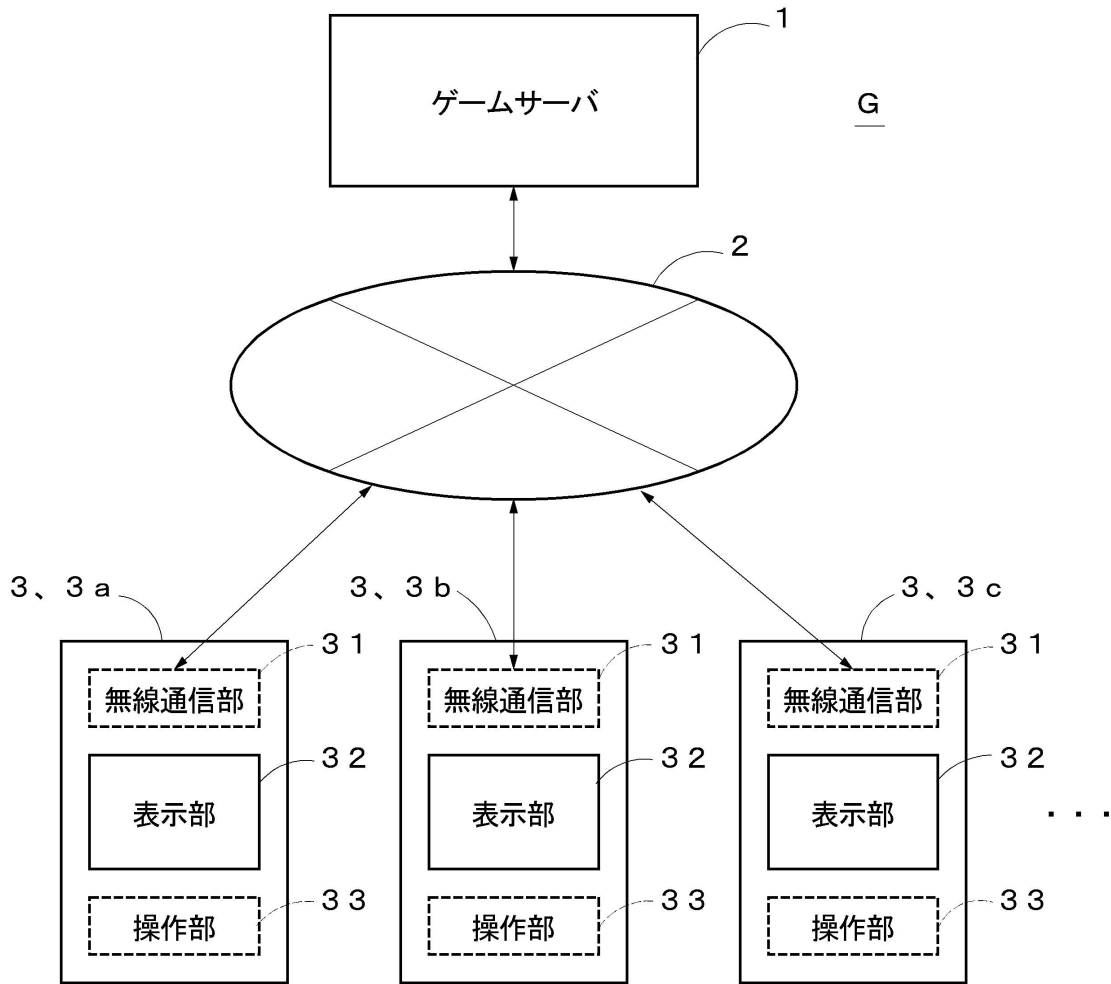 １
ゲームサーバ
Ｇ
２
３、３ａ
３、３ｂ
３、３ｃ
３１
３１
３１
無線通信部
無線通信部
無線通信部
３２
３２
３２
表示部
表示部
表示部
・・・
３３
３３
３３
操作部
操作部
操作部